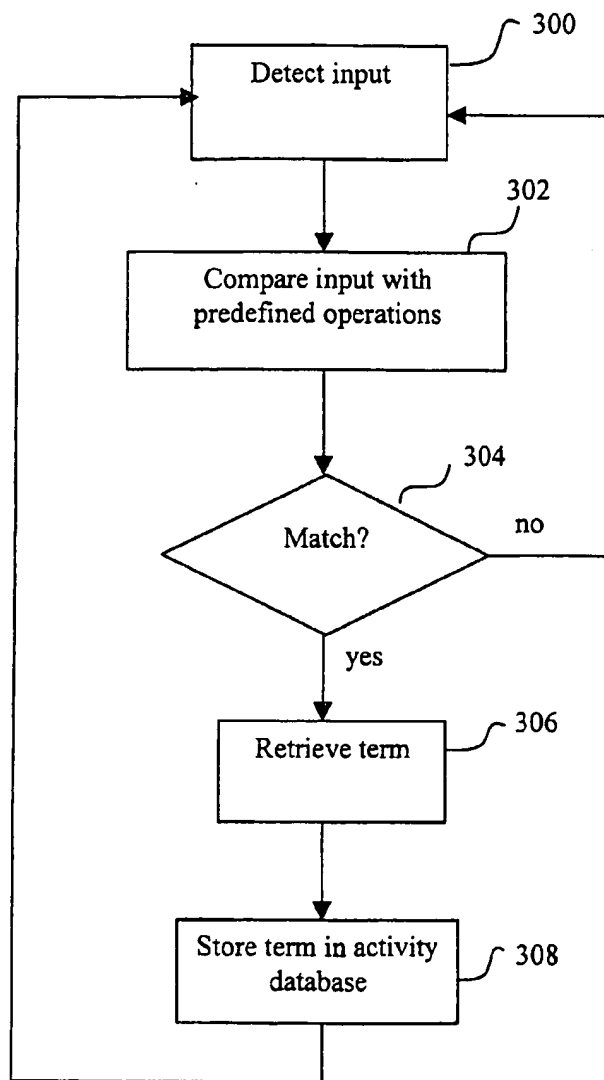 300
Detect input
302
Compare input with
predefined operations
304
Match?
no
yes
306
Retrieve term
Store term in activity
database
308